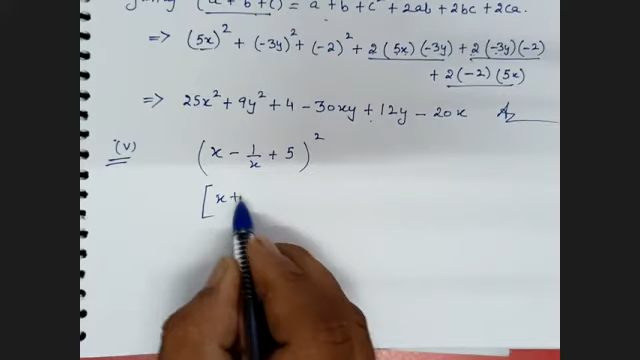 (a + b + c)² = a² + b² + c² + 2ab + 2bc + 2ca.
=> (5x)² + (-3y)² + (-2)² + 2(5x)(-3y) + 2(-3y)(-2)
+ 2(-2)(5x)
=> 25x² + 9y² + 4 - 30xy + 12y - 20x
(v) (x - 1/x + 5)²
[x +